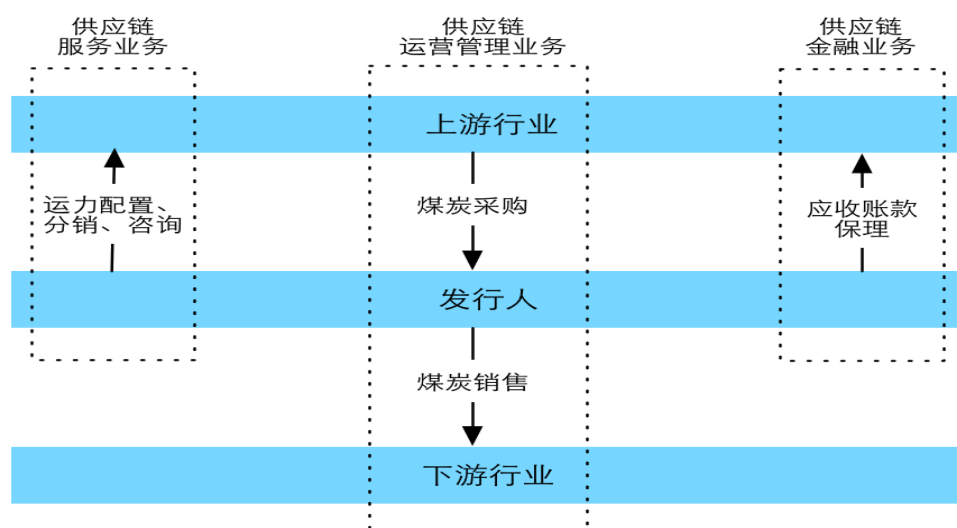 供应链
服务业务
供应链
运营管理业务
供应链
金融业务
上游行业
运力配置、
分销、咨询
煤炭采购
应收账款
保理
发行人
煤炭销售
下游行业